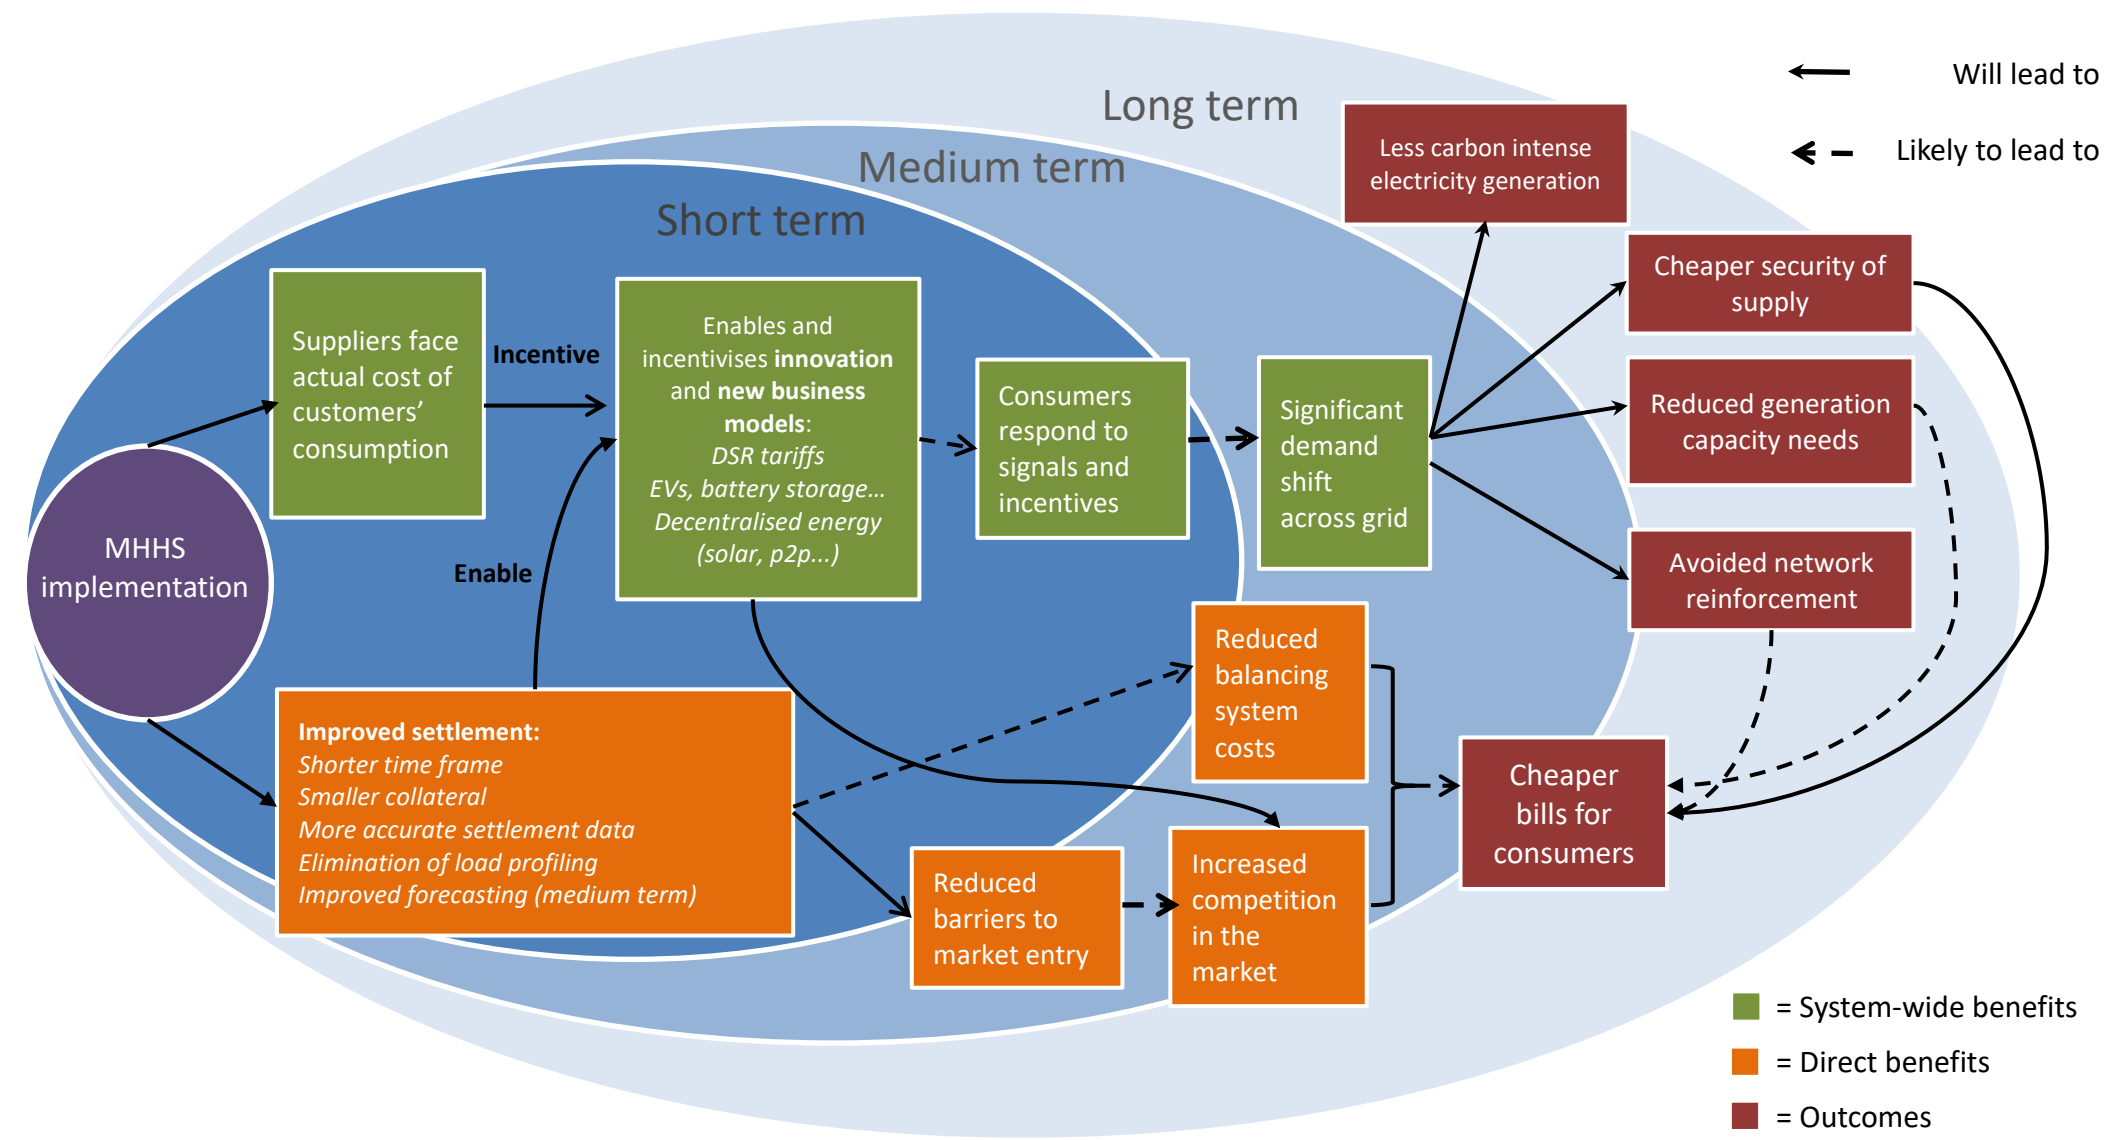 Long term
Medium term
Short term
Will lead to
Likely to lead to
Less carbon intense
electricity generation
Cheaper security of
supply
Reduced generation
capacity needs
Avoided network
reinforcement
Suppliers face
actual cost of
customers’
consumption
Incentive
Enables and
incentivises innovation
and new business
models:
DSR tariffs
EVs, battery storage…
Decentralised energy
(solar, p2p...)
Consumers
respond to
signals and
incentives
Significant
demand
shift
across grid
MHHS
implementation
Enable
Improved settlement:
Shorter time frame
Smaller collateral
More accurate settlement data
Elimination of load profiling
Improved forecasting (medium term)
Reduced
balancing
system
costs
Reduced
barriers to
market entry
Increased
competition
in the
market
Cheaper
bills for
consumers
= System-wide benefits
= Direct benefits
= Outcomes